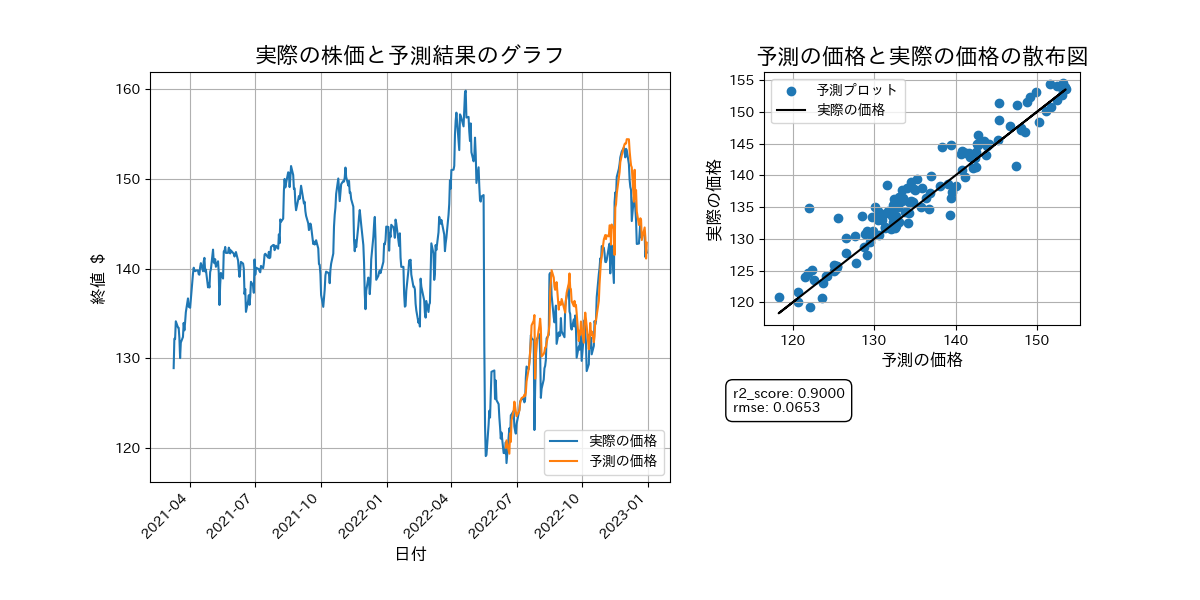 実際の株価と予測結果のグラフ
160
150
140
130
120
終値 $
2021-04
2021-07
2021-10
2022-01
2022-04
2022-07
2022-10
2023-01
日付
実際の価格
予測の価格
予測の価格と実際の価格の散布図
155
150
145
140
135
130
125
120
実際の価格
予測プロット
実際の価格
120
130
140
150
予測の価格
r2_score: 0.9000
rmse: 0.0653